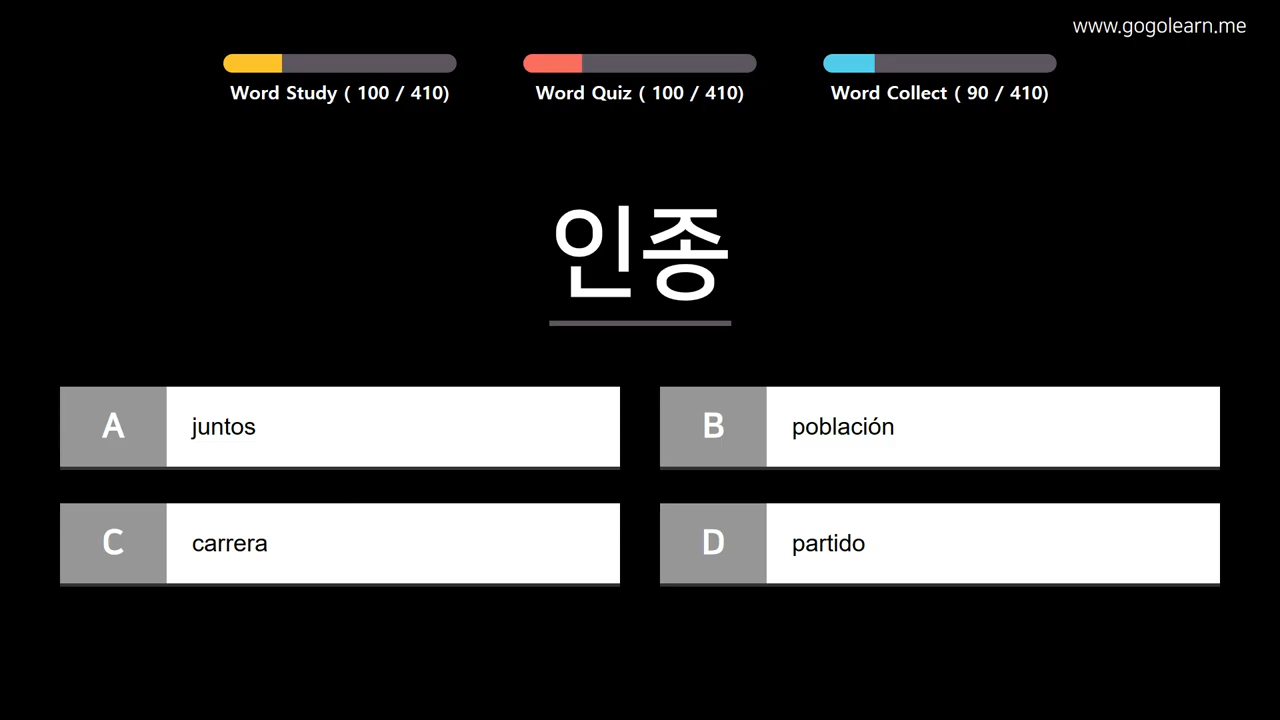 www.gogolearn.me
Word Study ( 100 / 410)
Word Quiz ( 100 / 410)
Word Collect ( 90 / 410)
인종
A juntos
B población
C carrera
D partido